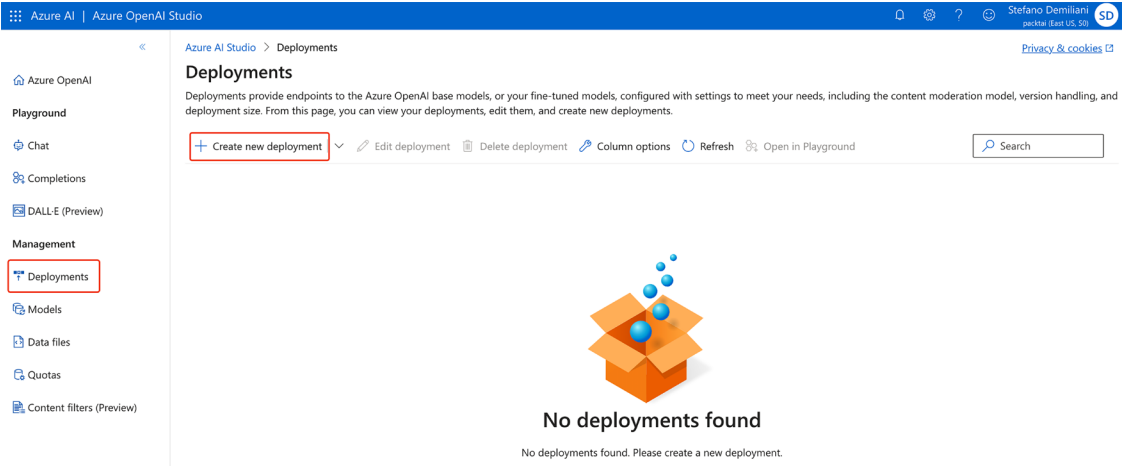 Azure AI | Azure OpenAI Studio
Stefano Demiliani
packtai (East US, S0)
SD
Azure AI Studio > Deployments
Privacy & cookies
Azure OpenAI
Playground
Chat
Completions
DALL·E (Preview)
Management
Deployments
Models
Data files
Quotas
Content filters (Preview)
Deployments
Deployments provide endpoints to the Azure OpenAI base models, or your fine-tuned models, configured with settings to meet your needs, including the content moderation model, version handling, and
deployment size. From this page, you can view your deployments, edit them, and create new deployments.
Create new deployment Edit deployment Delete deployment Column options Refresh Open in Playground Search
No deployments found
No deployments found. Please create a new deployment.